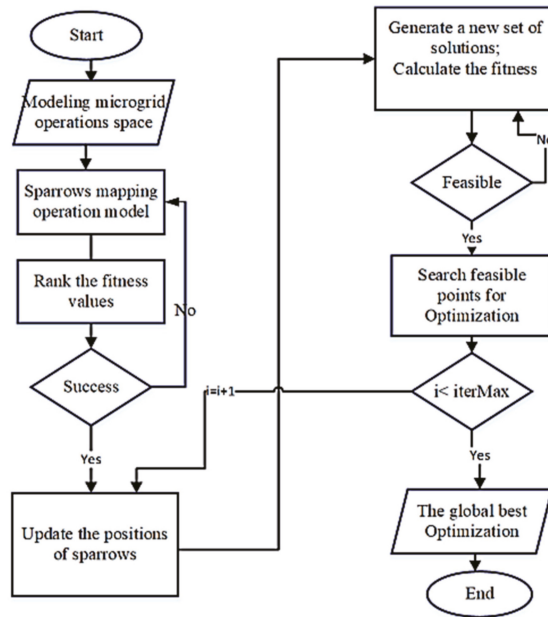 Start
Modeling microgrid
operations space
Sparrows mapping
operation model
Rank the fitness
values
No
Success
Yes
Update the positions
of sparrows
Generate a new set of
solutions;
Calculate the fitness
No
Feasible
Yes
Search feasible
points for
Optimization
i=i+1
i< iterMax
Yes
The global best
Optimization
End